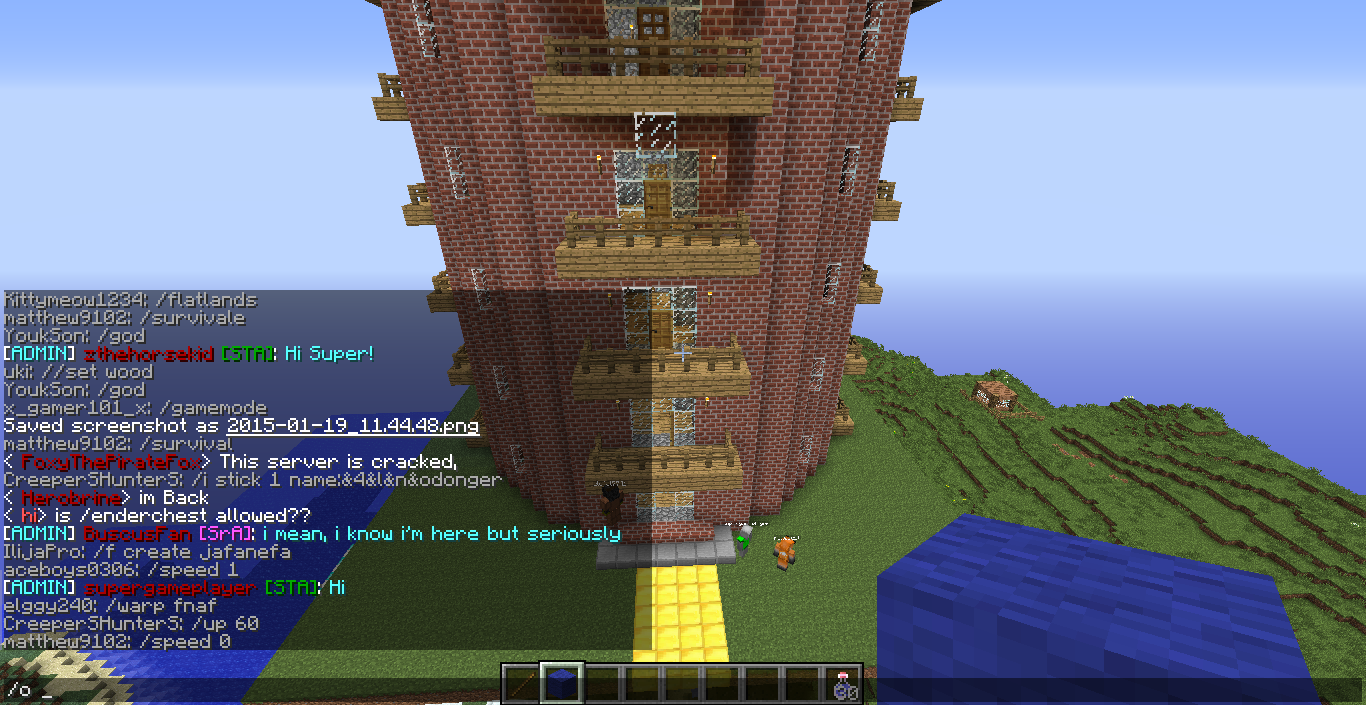 Kittymeow1234: /flatlands
matthew9102: /survivale
YoukSon: /god
[ADMIN] zthehorsekid [STA]: Hi Super!
uki: //set wood
YoukSon: /god
x_gamer101_x: /gamemode
Saved screenshot as 2015-01-19_11.44.48.png
matthew9102: /survival
< FoxyThePirateFox> This server is cracked,
CreeperSHunterS: /i stick 1 name:&4&l&n&odonger
< Herobrine> im Back
< hi> is /enderchest allowed??
[ADMIN] BuscusFan [SrA]: i mean, i know i'm here but seriously
IlijaPro: /f create jafanefa
aceboys0306: /speed 1
[ADMIN] supergameplayer [STA]: Hi
elggy240: /warp fnaf
CreeperSHunterS: /up 60
matthew9102: /speed 0
/o _